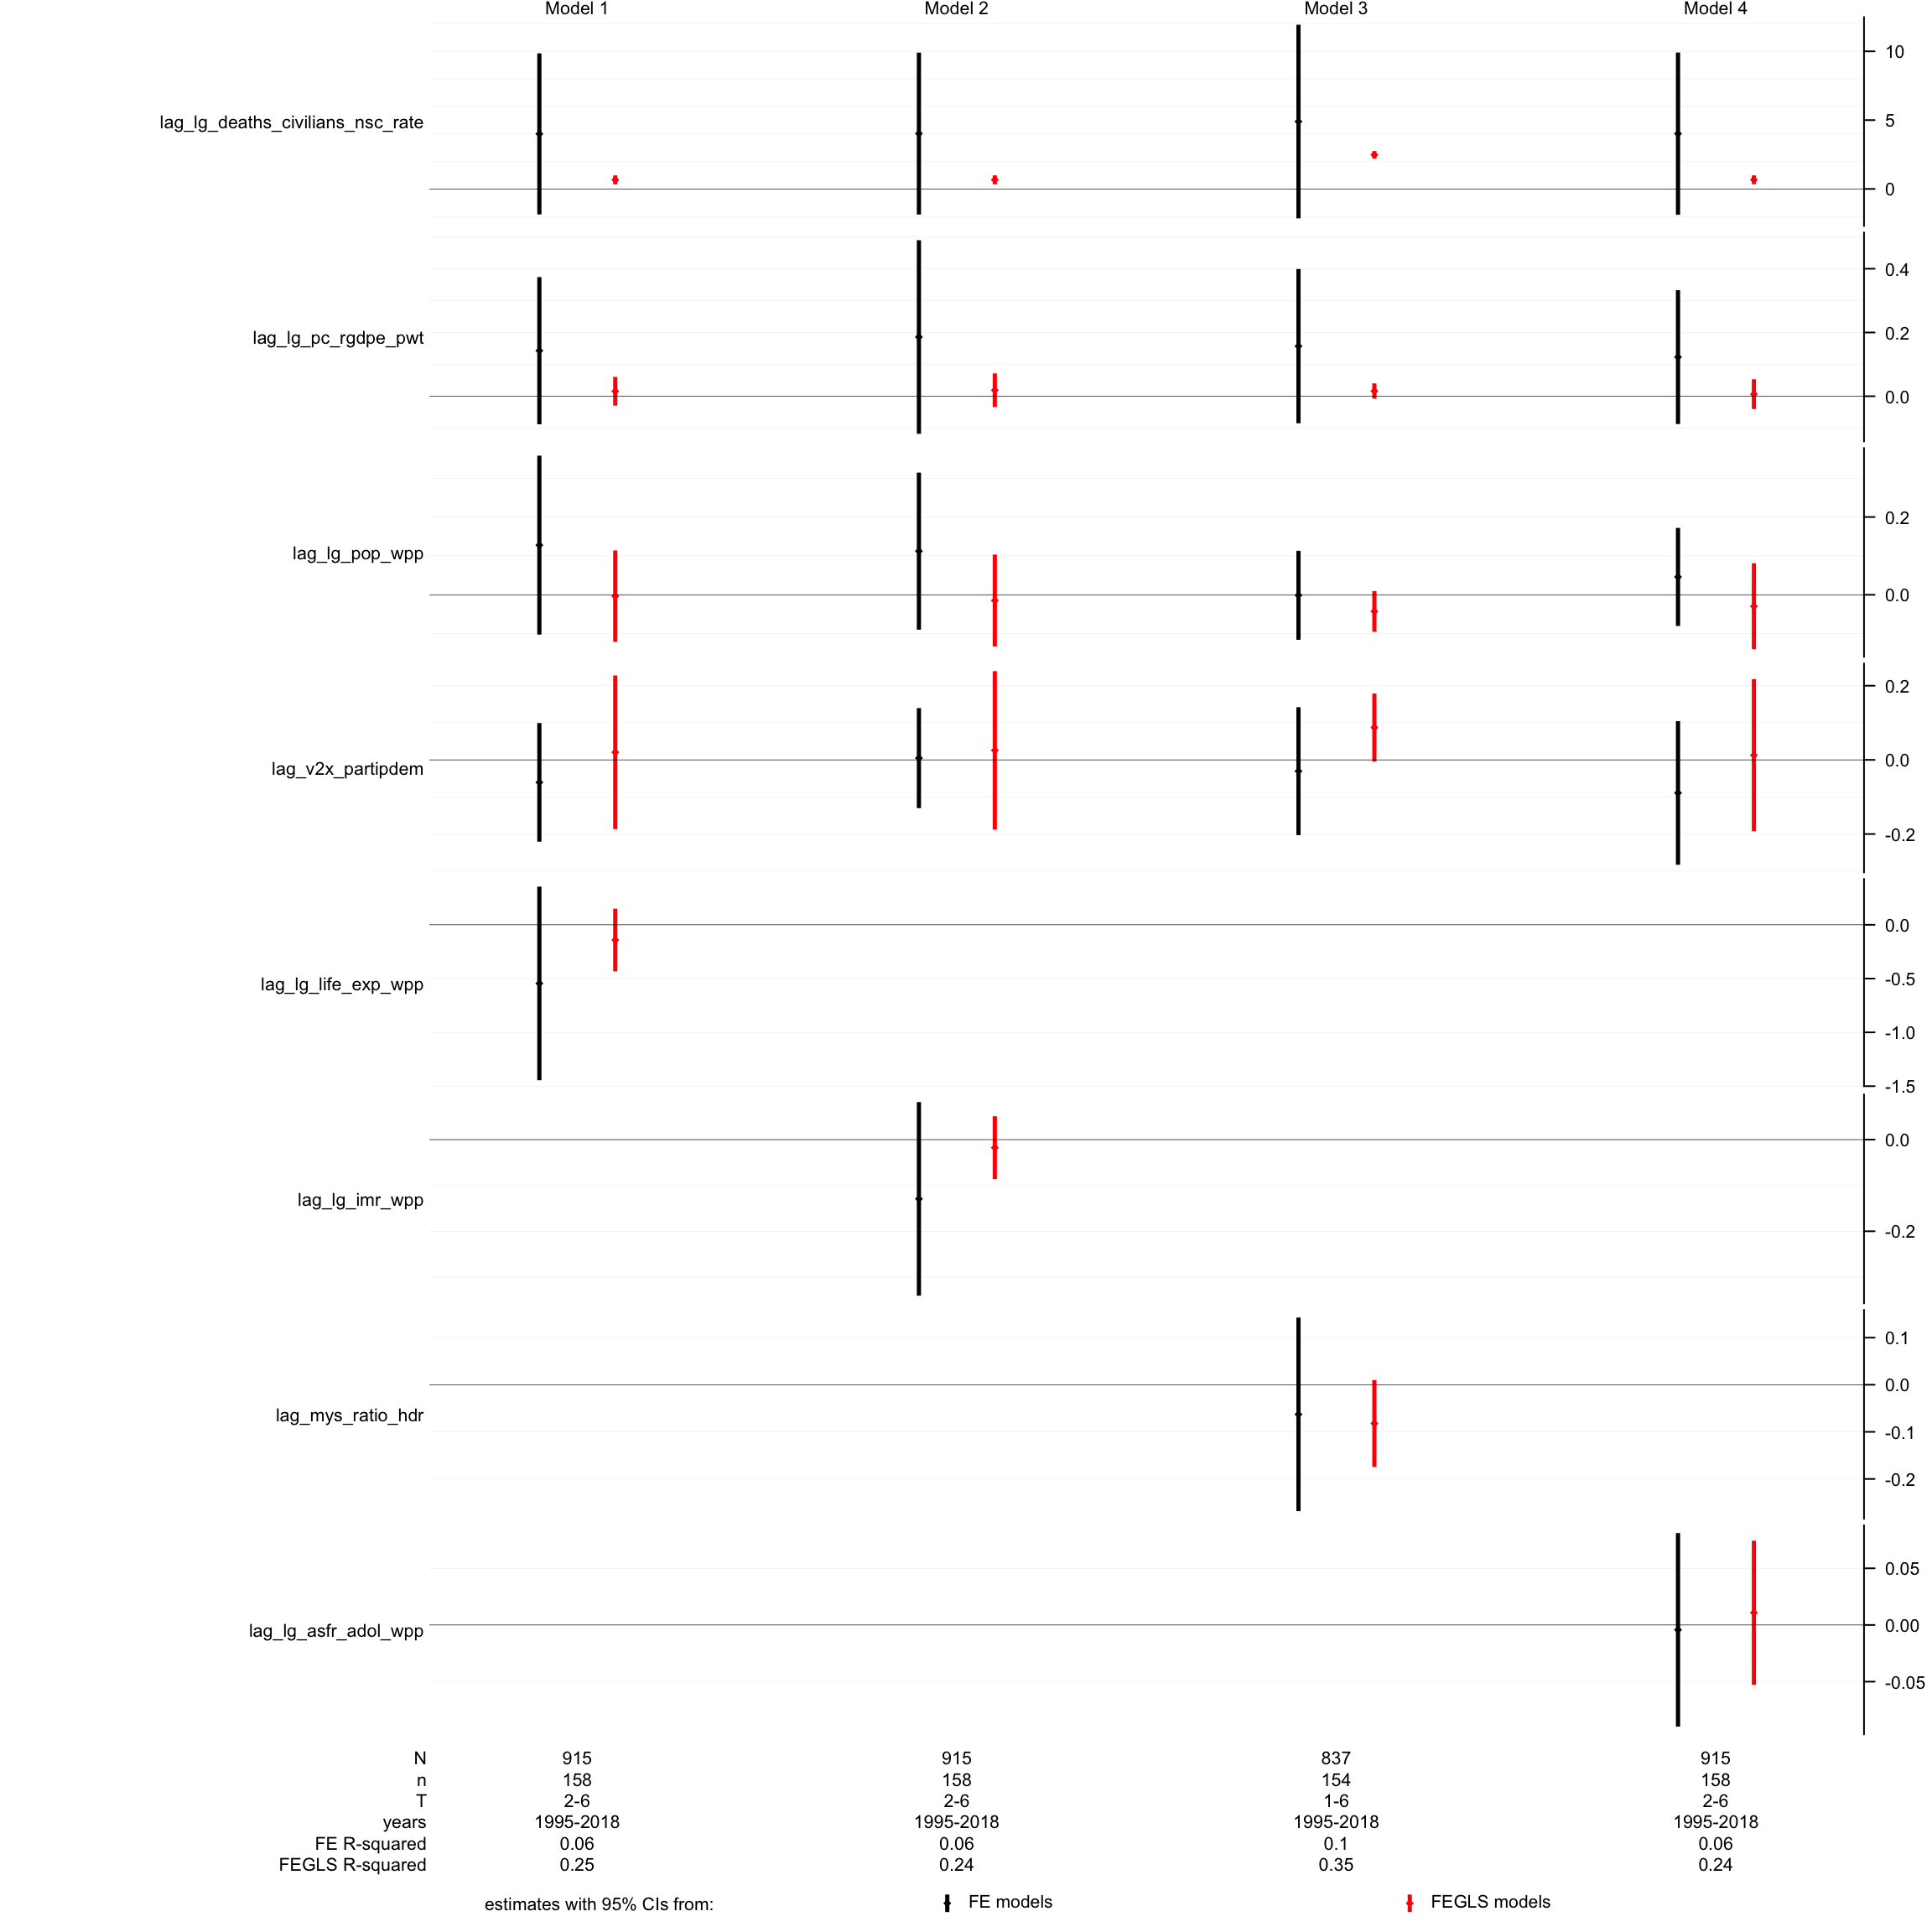 Model 1 Model 2 Model 3 Model 4
10
lag_lg_deaths_civilians_nsc_rate
5
0
0.4
lag_lg_pc_rgdpe_pwt
0.2
0.0
0.2
lag_lg_pop_wpp
0.0
0.2
lag_v2x_partipdem
0.0
-0.2
0.0
lag_lg_life_exp_wpp
-0.5
-1.0
-1.5
0.0
lag_lg_imr_wpp
-0.2
0.1
0.0
lag_mys_ratio_hdr
-0.1
-0.2
0.05
lag_lg_asfr_adol_wpp
0.00
-0.05
N 915 915 837 915
n 158 158 154 158
T 2-6 2-6 1-6 2-6
years 1995-2018 1995-2018 1995-2018 1995-2018
FE R-squared 0.06 0.06 0.1 0.06
FEGLS R-squared 0.25 0.24 0.35 0.24
estimates with 95% CIs from: FE models FEGLS models